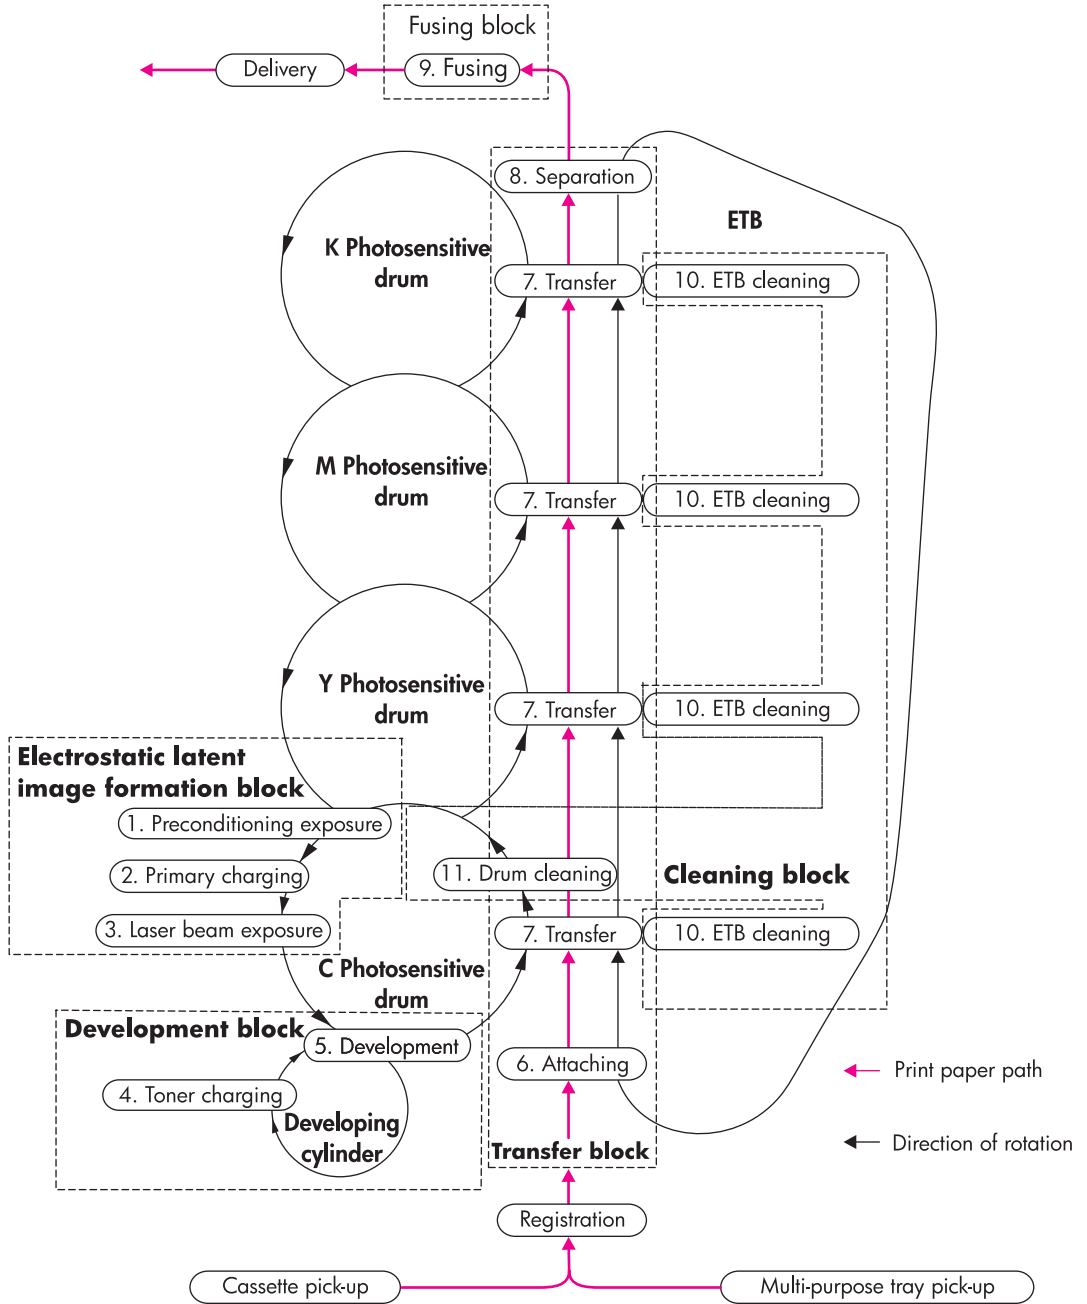 Fusing block
Delivery
9. Fusing
8. Separation
ETB
K Photosensitive
drum
7. Transfer
10. ETB cleaning
M Photosensitive
drum
7. Transfer
10. ETB cleaning
Y Photosensitive
drum
7. Transfer
10. ETB cleaning
Electrostatic latent
image formation block
1. Preconditioning exposure
2. Primary charging
11. Drum cleaning
Cleaning block
3. Laser beam exposure
7. Transfer
10. ETB cleaning
C Photosensitive
drum
Development block
5. Development
6. Attaching
4. Toner charging
Developing
cylinder
Transfer block
Print paper path
Direction of rotation
Registration
Cassette pick-up
Multi-purpose tray pick-up